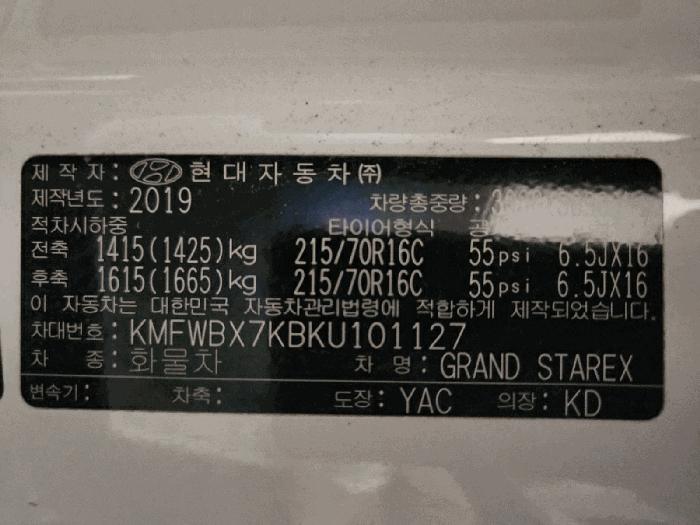 제 작 자 : 현대자동차㈜
제작년도 : 2019 차량총중량 :
적차시하중 타이어형식
전축 1415(1425)kg 215/70R16C 55psi 6.5JX16
후축 1615(1665)kg 215/70R16C 55psi 6.5JX16
이 자동차는 대한민국 자동차관리법령에 적합하게 제작되었습니다.
차대번호 : KMFWBX7KBKU101127
차 종 : 화물차 차 명 : GRAND STAREX
변속기 : 차축 : 도장 : YAC 의장 : KD